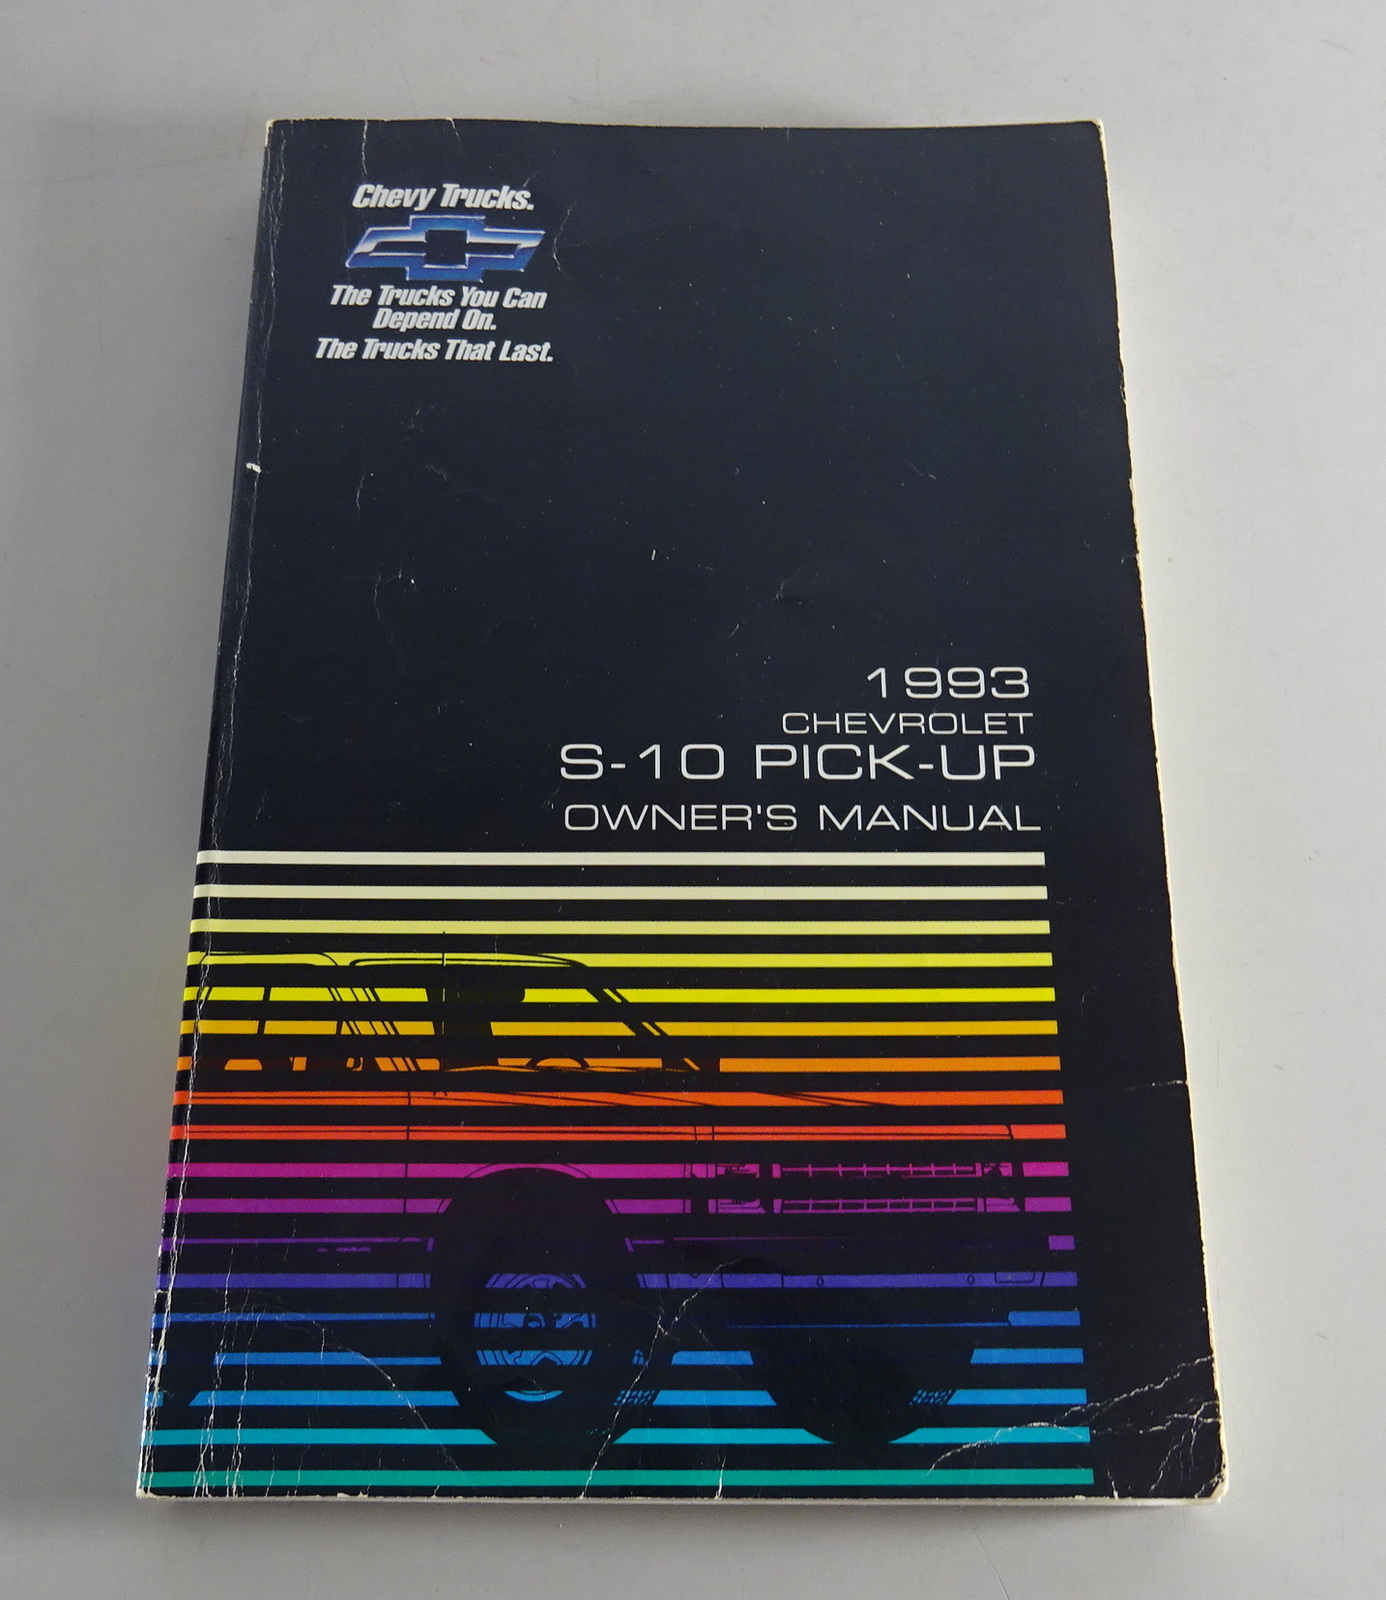 Chevy Trucks.
The Trucks You Can
Depend On.
The Trucks That Last.
1993
CHEVROLET
S-10 PICK-UP
OWNER'S MANUAL